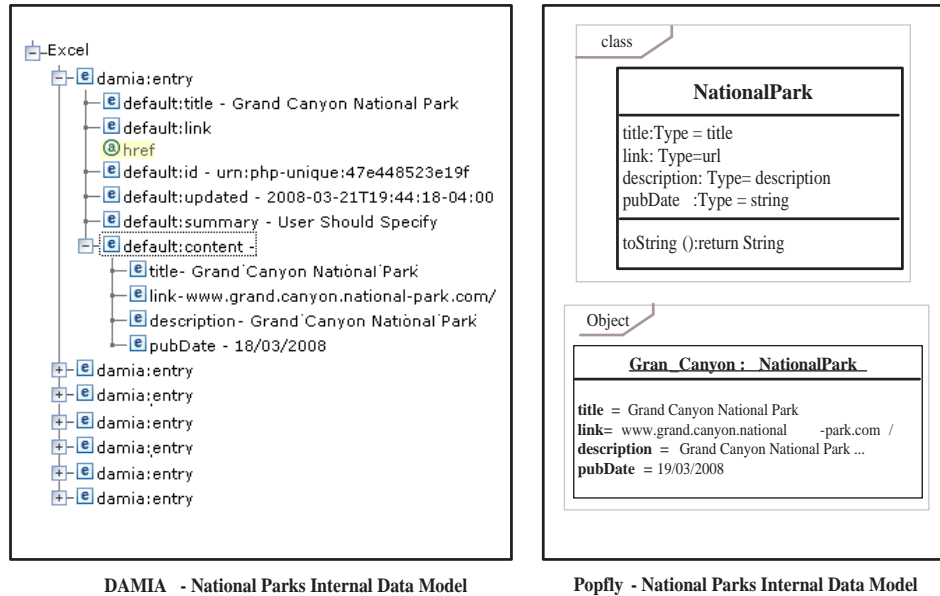 Excel
damia:entry
default:title - Grand Canyon National Park
default:link
href
default:id - urn:php-unique:47e448523e19f
default:updated - 2008-03-21T19:44:18-04:00
default:summary - User Should Specify
default:content -
title- Grand Canyon National Park
link-www.grand.canyon.national-park.com/
description- Grand Canyon National Park
pubDate - 18/03/2008
damia:entry
damia:entry
damia:entry
damia:entry
damia:entry
damia:entry
DAMIA - National Parks Internal Data Model
class
NationalPark
title:Type = title
link: Type=url
description: Type= description
pubDate :Type = string
toString ():return String
Object
Gran_Canyon : NationalPark
title = Grand Canyon National Park
link= www.grand.canyon.national -park.com /
description = Grand Canyon National Park ...
pubDate = 19/03/2008
Popfly - National Parks Internal Data Model